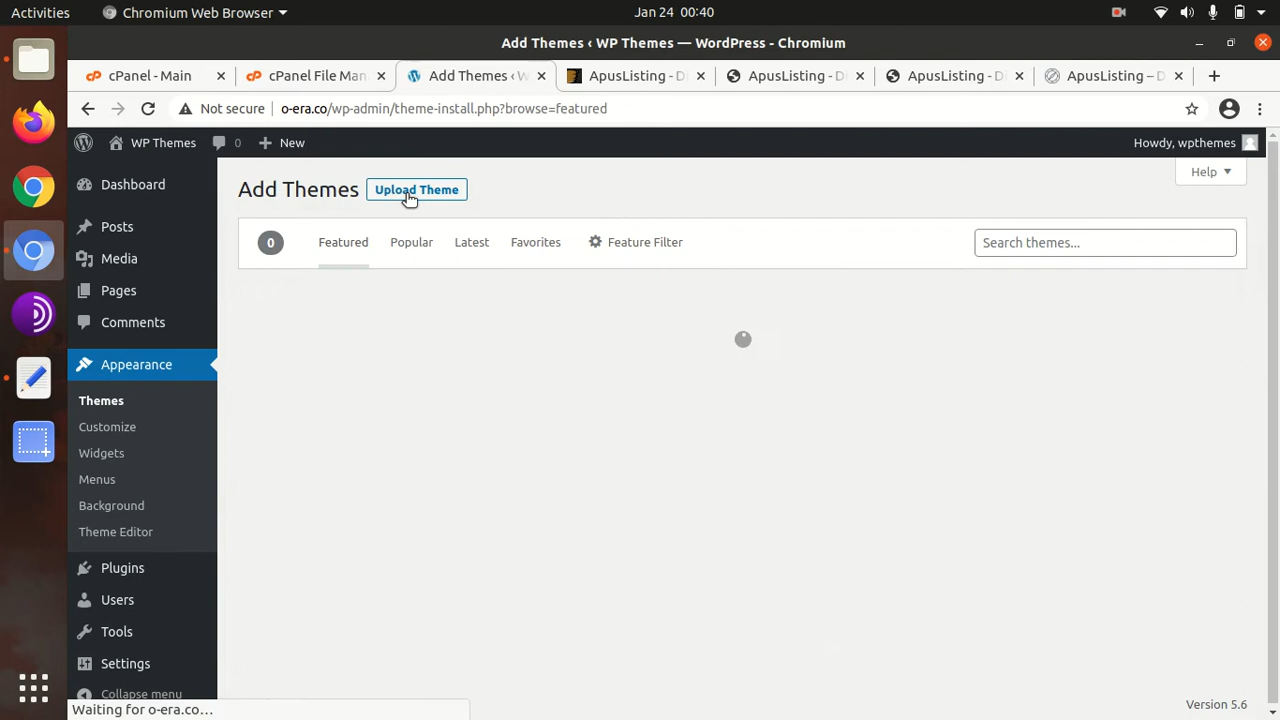 Activities
Chromium Web Browser
Jan 24 00:40
Add Themes ‹ WP Themes — WordPress - Chromium
cPanel - Main
cPanel File Man
Add Themes ‹ W
ApusListing - Di
ApusListing - Di
ApusListing - Di
ApusListing – D
Not secure
o-era.co/wp-admin/theme-install.php?browse=featured
WP Themes
0
New
Howdy, wpthemes
Dashboard
Posts
Media
Pages
Comments
Appearance
Themes
Customize
Widgets
Menus
Background
Theme Editor
Plugins
Users
Tools
Settings
Collapse menu
Add Themes
Upload Theme
Help
0
Featured
Popular
Latest
Favorites
Feature Filter
Search themes...
Waiting for o-era.co...
Version 5.6